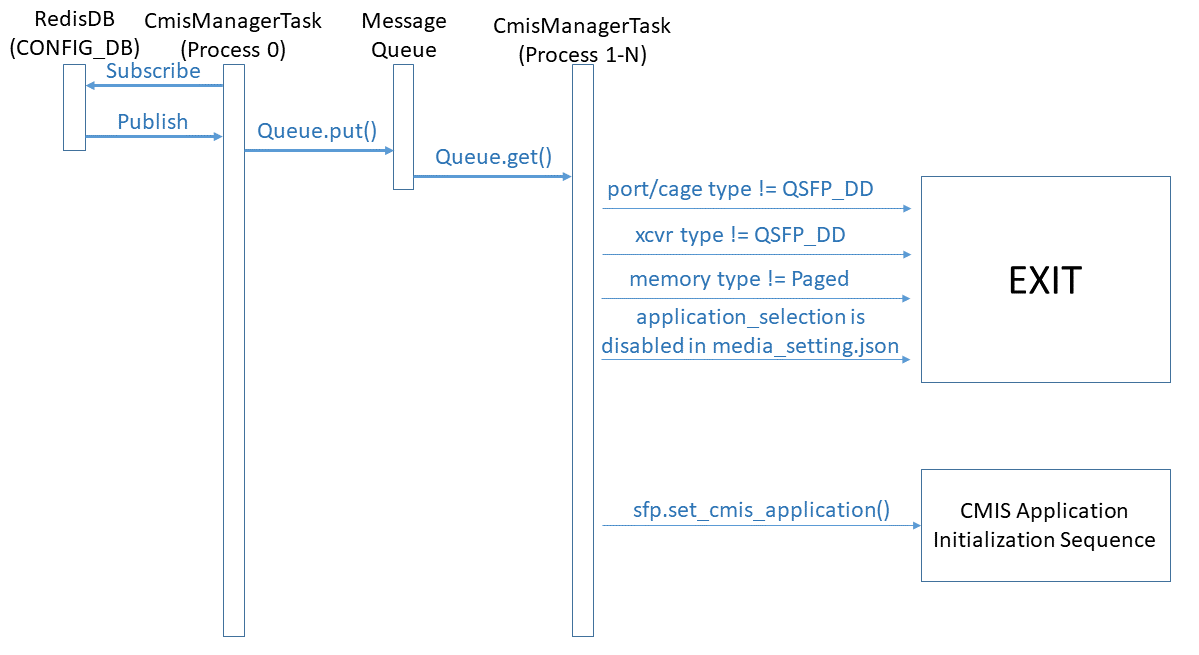 RedisDB
(CONFIG_DB)
CmisManagerTask
(Process 0)
Message
Queue
CmisManagerTask
(Process 1-N)
Subscribe
Publish
Queue.put()
Queue.get()
port/cage type != QSFP_DD
xcvr type != QSFP_DD
memory type != Paged
application_selection is
disabled in media_setting.json
EXIT
sfp.set_cmis_application()
CMIS Application
Initialization Sequence